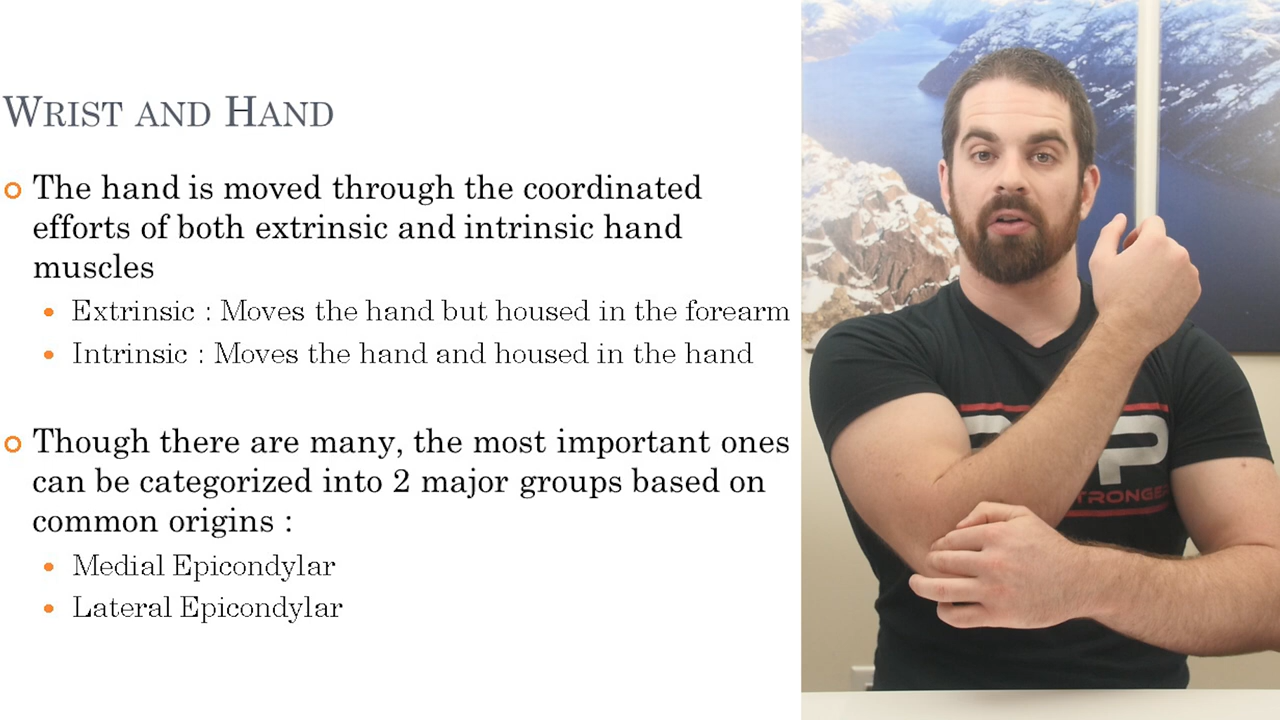 WRIST AND HAND
The hand is moved through the coordinated
efforts of both extrinsic and intrinsic hand
muscles
Extrinsic : Moves the hand but housed in the forearm
Intrinsic : Moves the hand and housed in the hand
Though there are many, the most important ones
can be categorized into 2 major groups based on
common origins :
Medial Epicondylar
Lateral Epicondylar